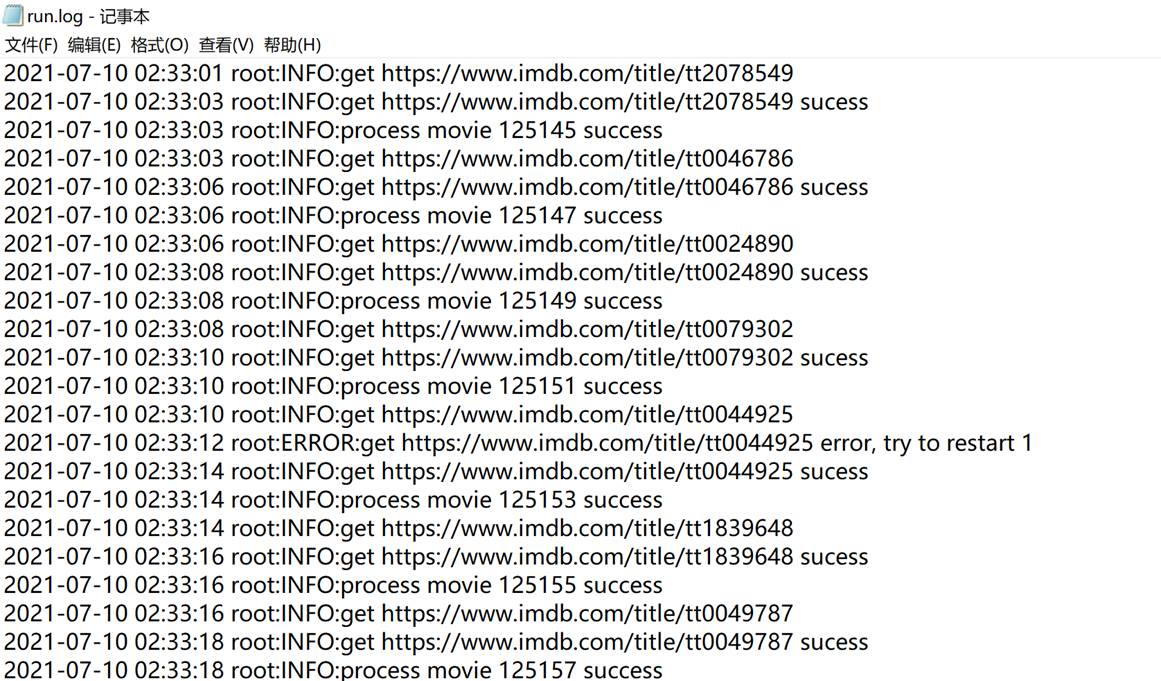 run.log - 记事本
文件(F) 编辑(E) 格式(O) 查看(V) 帮助(H)
2021-07-10 02:33:01 root:INFO:get https://www.imdb.com/title/tt2078549
2021-07-10 02:33:03 root:INFO:get https://www.imdb.com/title/tt2078549 sucess
2021-07-10 02:33:03 root:INFO:process movie 125145 success
2021-07-10 02:33:03 root:INFO:get https://www.imdb.com/title/tt0046786
2021-07-10 02:33:06 root:INFO:get https://www.imdb.com/title/tt0046786 sucess
2021-07-10 02:33:06 root:INFO:process movie 125147 success
2021-07-10 02:33:06 root:INFO:get https://www.imdb.com/title/tt0024890
2021-07-10 02:33:08 root:INFO:get https://www.imdb.com/title/tt0024890 sucess
2021-07-10 02:33:08 root:INFO:process movie 125149 success
2021-07-10 02:33:08 root:INFO:get https://www.imdb.com/title/tt0079302
2021-07-10 02:33:10 root:INFO:get https://www.imdb.com/title/tt0079302 sucess
2021-07-10 02:33:10 root:INFO:process movie 125151 success
2021-07-10 02:33:10 root:INFO:get https://www.imdb.com/title/tt0044925
2021-07-10 02:33:12 root:ERROR:get https://www.imdb.com/title/tt0044925 error, try to restart 1
2021-07-10 02:33:14 root:INFO:get https://www.imdb.com/title/tt0044925 sucess
2021-07-10 02:33:14 root:INFO:process movie 125153 success
2021-07-10 02:33:14 root:INFO:get https://www.imdb.com/title/tt1839648
2021-07-10 02:33:16 root:INFO:get https://www.imdb.com/title/tt1839648 sucess
2021-07-10 02:33:16 root:INFO:process movie 125155 success
2021-07-10 02:33:16 root:INFO:get https://www.imdb.com/title/tt0049787
2021-07-10 02:33:18 root:INFO:get https://www.imdb.com/title/tt0049787 sucess
2021-07-10 02:33:18 root:INFO:process movie 125157 success